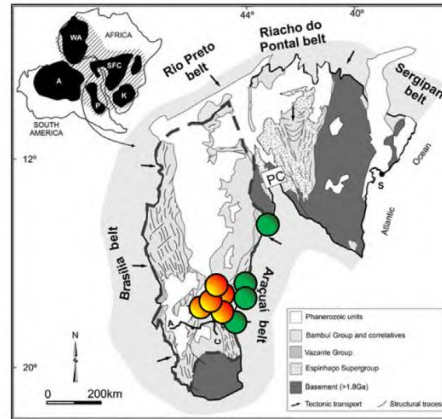 44°
40°
Riacho do
Pontal belt
Rio Preto
belt
Sergipano
belt
WA
AFRICA
A
SFC
P
K
SOUTH
AMERICA
12°
PC
S
Ocean
Atlantic
Brasília belt
Araçuaí belt
C
N
20°
0
200km
Phanerozoic units
Bambuí Group and correlatives
Vazante Group
Espinhaço Supergroup
Basement (>1.8Ga)
Tectonic transport
Structural traces